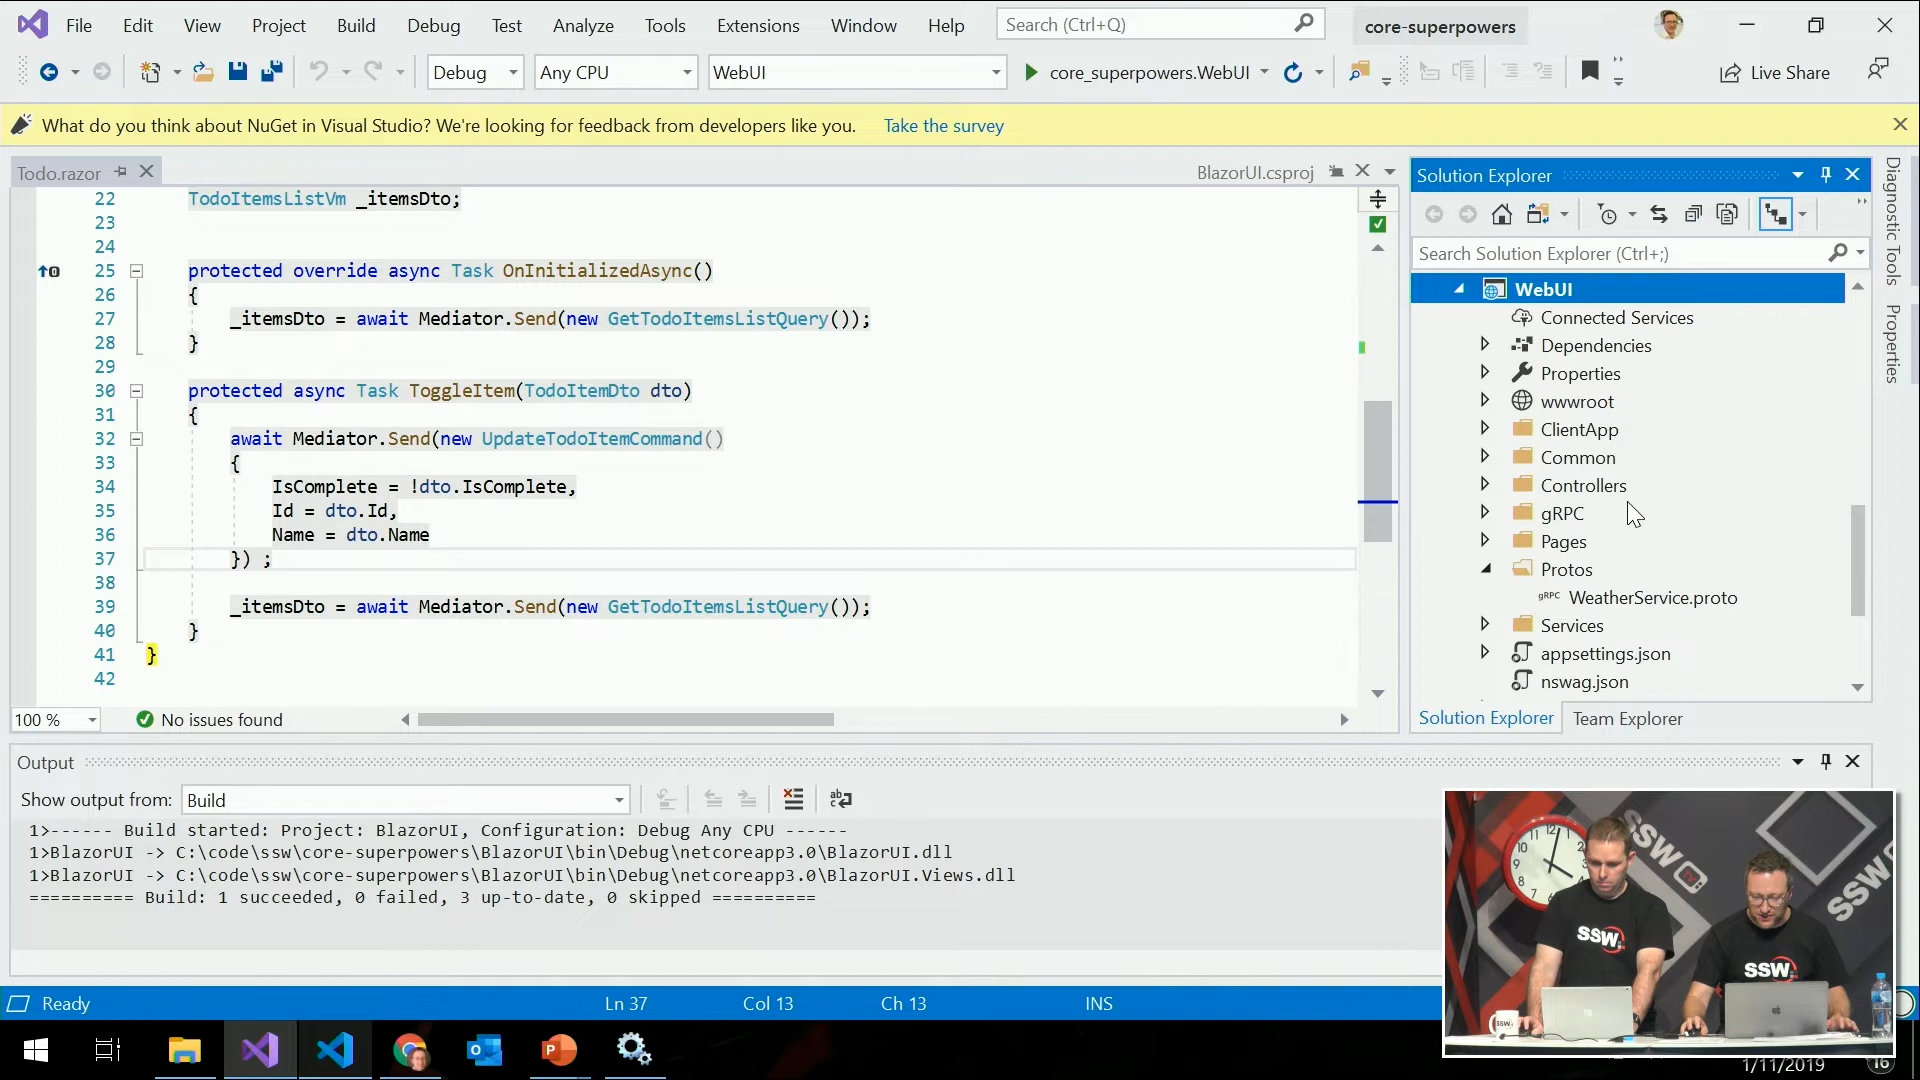 File Edit View Project Build Debug Test Analyze Tools Extensions Window Help Search (Ctrl+Q) core-superpowers
Debug Any CPU WebUI core_superpowers.WebUI Live Share
What do you think about NuGet in Visual Studio? We're looking for feedback from developers like you. Take the survey
Todo.razor BlazorUI.csproj
22 TodoItemsListVm _itemsDto;
23
24
25 protected override async Task OnInitializedAsync()
26 {
27 _itemsDto = await Mediator.Send(new GetTodoItemsListQuery());
28 }
29
30 protected async Task ToggleItem(TodoItemDto dto)
31 {
32 await Mediator.Send(new UpdateTodoItemCommand()
33 {
34 IsComplete = !dto.IsComplete,
35 Id = dto.Id,
36 Name = dto.Name
37 }) ;
38
39 _itemsDto = await Mediator.Send(new GetTodoItemsListQuery());
40 }
41 }
42
100 % No issues found
Solution Explorer
Search Solution Explorer (Ctrl+;)
WebUI
Connected Services
Dependencies
Properties
wwwroot
ClientApp
Common
Controllers
gRPC
Pages
Protos
gRPC WeatherService.proto
Services
appsettings.json
nswag.json
Solution Explorer Team Explorer
Diagnostic Tools
Properties
Output
Show output from: Build
1>------ Build started: Project: BlazorUI, Configuration: Debug Any CPU ------
1>BlazorUI -> C:\code\ssw\core-superpowers\BlazorUI\bin\Debug\netcoreapp3.0\BlazorUI.dll
1>BlazorUI -> C:\code\ssw\core-superpowers\BlazorUI\bin\Debug\netcoreapp3.0\BlazorUI.Views.dll
========== Build: 1 succeeded, 0 failed, 3 up-to-date, 0 skipped ==========
Ready Ln 37 Col 13 Ch 13 INS
SSW TV
SSW
SSW
SSW
SSW
1/11/2019
16